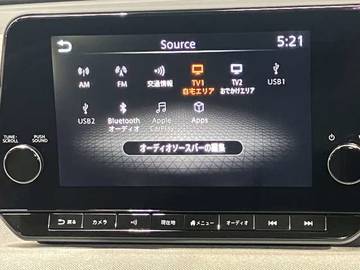 Source
5:21
AM
FM
交通情報
TV1
自宅エリア
TV2
おでかけエリア
USB1
USB2
Bluetooth
オーディオ
Apple
CarPlay
Apps
オーディオソースバーの編集
TUNE/
SCROLL
PUSH
SOUND
戻る
カメラ
現在地
メニュー
オーディオ